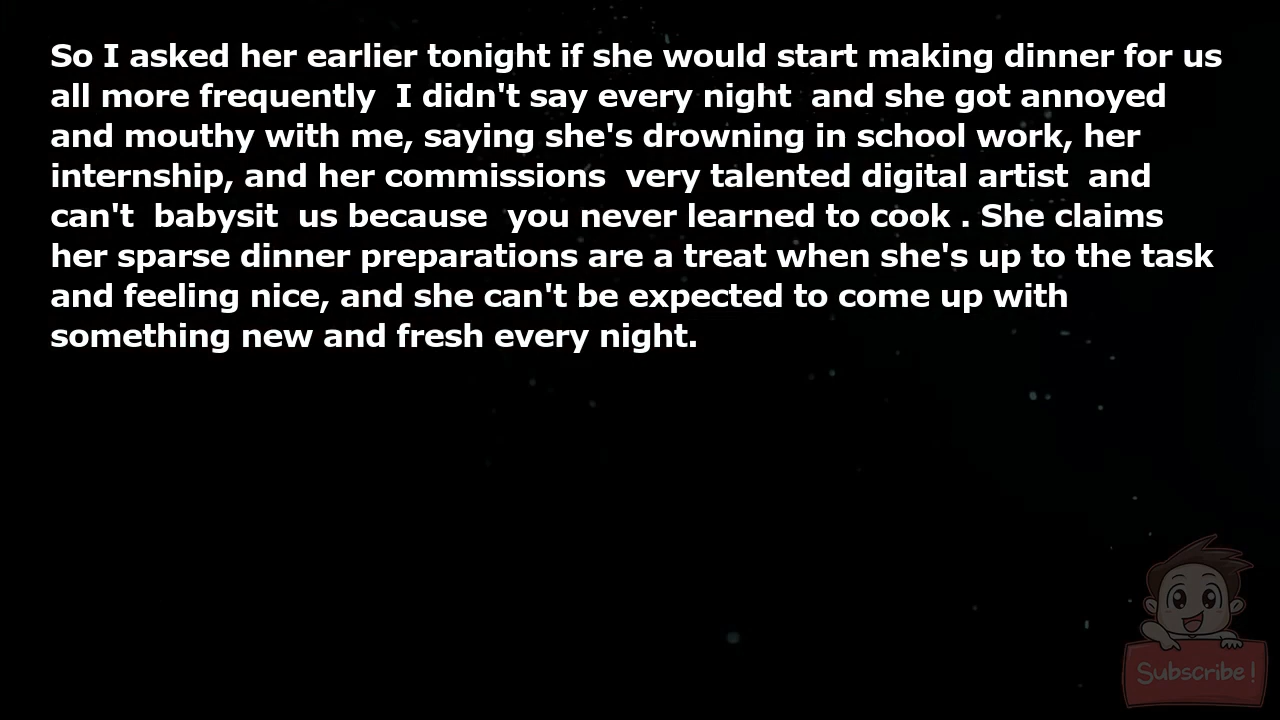 So I asked her earlier tonight if she would start making dinner for us
all more frequently  I didn't say every night  and she got annoyed
and mouthy with me, saying she's drowning in school work, her
internship, and her commissions  very talented digital artist  and
can't  babysit  us because  you never learned to cook . She claims
her sparse dinner preparations are a treat when she's up to the task
and feeling nice, and she can't be expected to come up with
something new and fresh every night.
Subscribe!